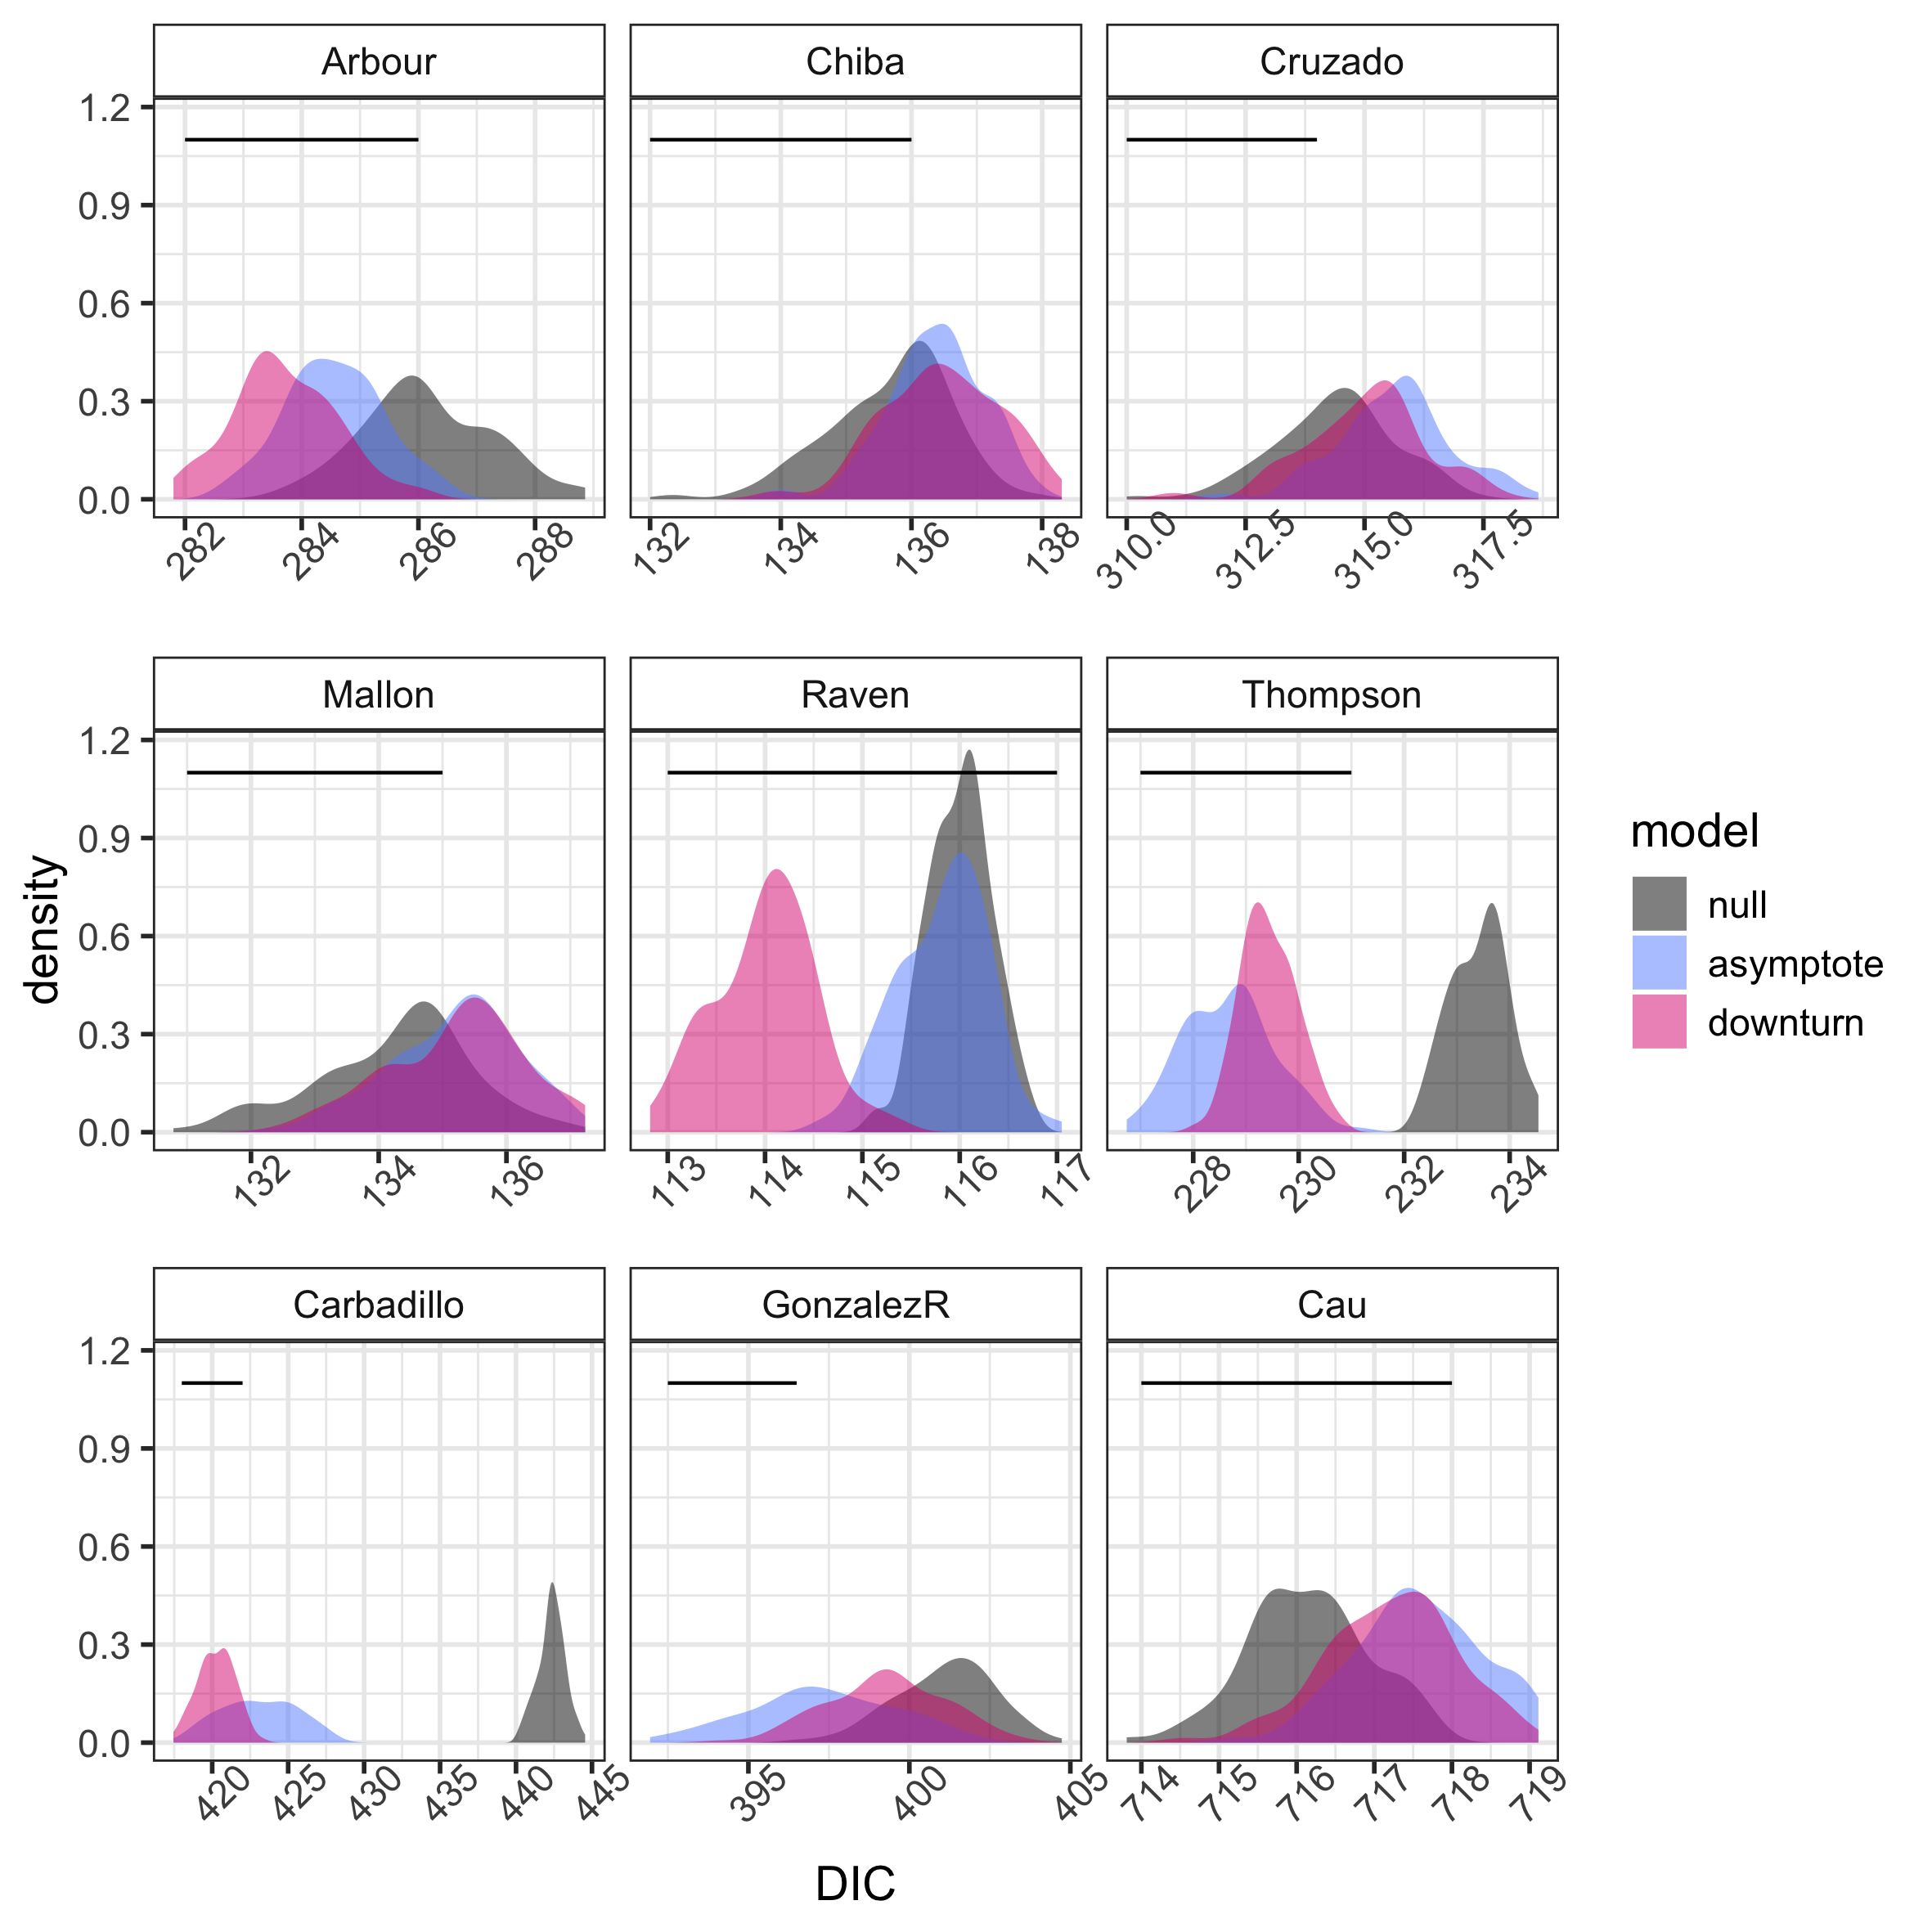 Arbour Chiba Cruzado
1.2
0.9
0.6
0.3
0.0
282 284 286 288 132 134 136 138 310.0 312.5 315.0 317.5
Mallon Raven Thompson
1.2
0.9
0.6
0.3
0.0
132 134 136 113 114 115 116 117 228 230 232 234
Carbadillo GonzalezR Cau
1.2
0.9
0.6
0.3
0.0
420 425 430 435 440 445 395 400 405 714 715 716 717 718 719
density
DIC
model
null
asymptote
downturn